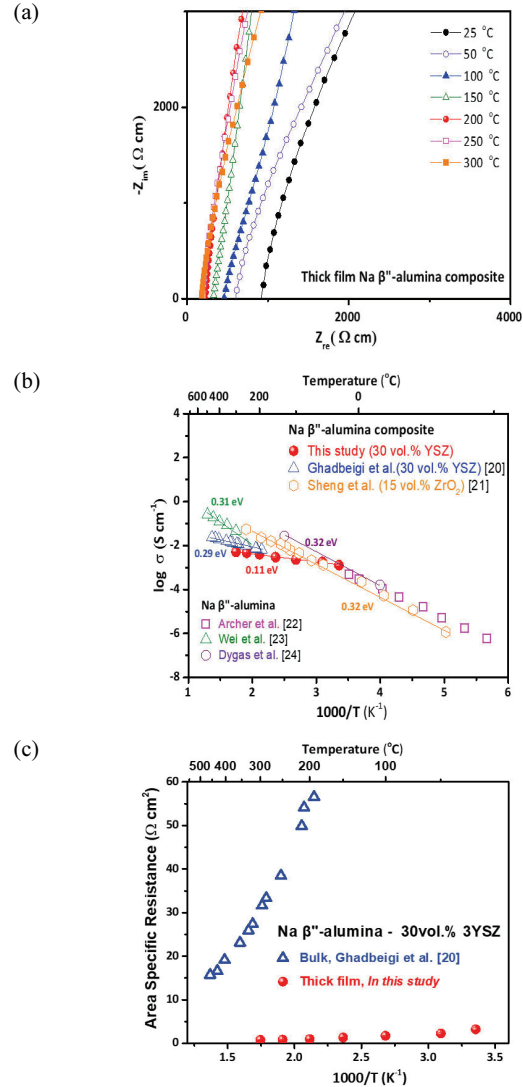 (a)
2000
0
-Z_im (Ω cm)
25 °C
50 °C
100 °C
150 °C
200 °C
250 °C
300 °C
Thick film Na β"-alumina composite
0 2000 4000
Z_re (Ω cm)
(b)
Temperature (°C)
600 400 200 0
4
2
0
-2
-4
-6
-8
log σ (S cm⁻¹)
Na β"-alumina composite
This study (30 vol.% YSZ)
Ghadbeigi et al.(30 vol.% YSZ) [20]
Sheng et al. (15 vol.% ZrO₂) [21]
0.31 eV
0.32 eV
0.29 eV
0.11 eV
0.32 eV
Na β"-alumina
Archer et al. [22]
Wei et al. [23]
Dygas et al. [24]
1 2 3 4 5 6
1000/T (K⁻¹)
(c)
Temperature (°C)
500 400 300 200 100
60
50
40
30
20
10
0
Area Specific Resistance (Ω cm²)
Na β"-alumina - 30vol.% 3YSZ
Bulk, Ghadbeigi et al. [20]
Thick film, In this study
1.5 2.0 2.5 3.0 3.5
1000/T (K⁻¹)